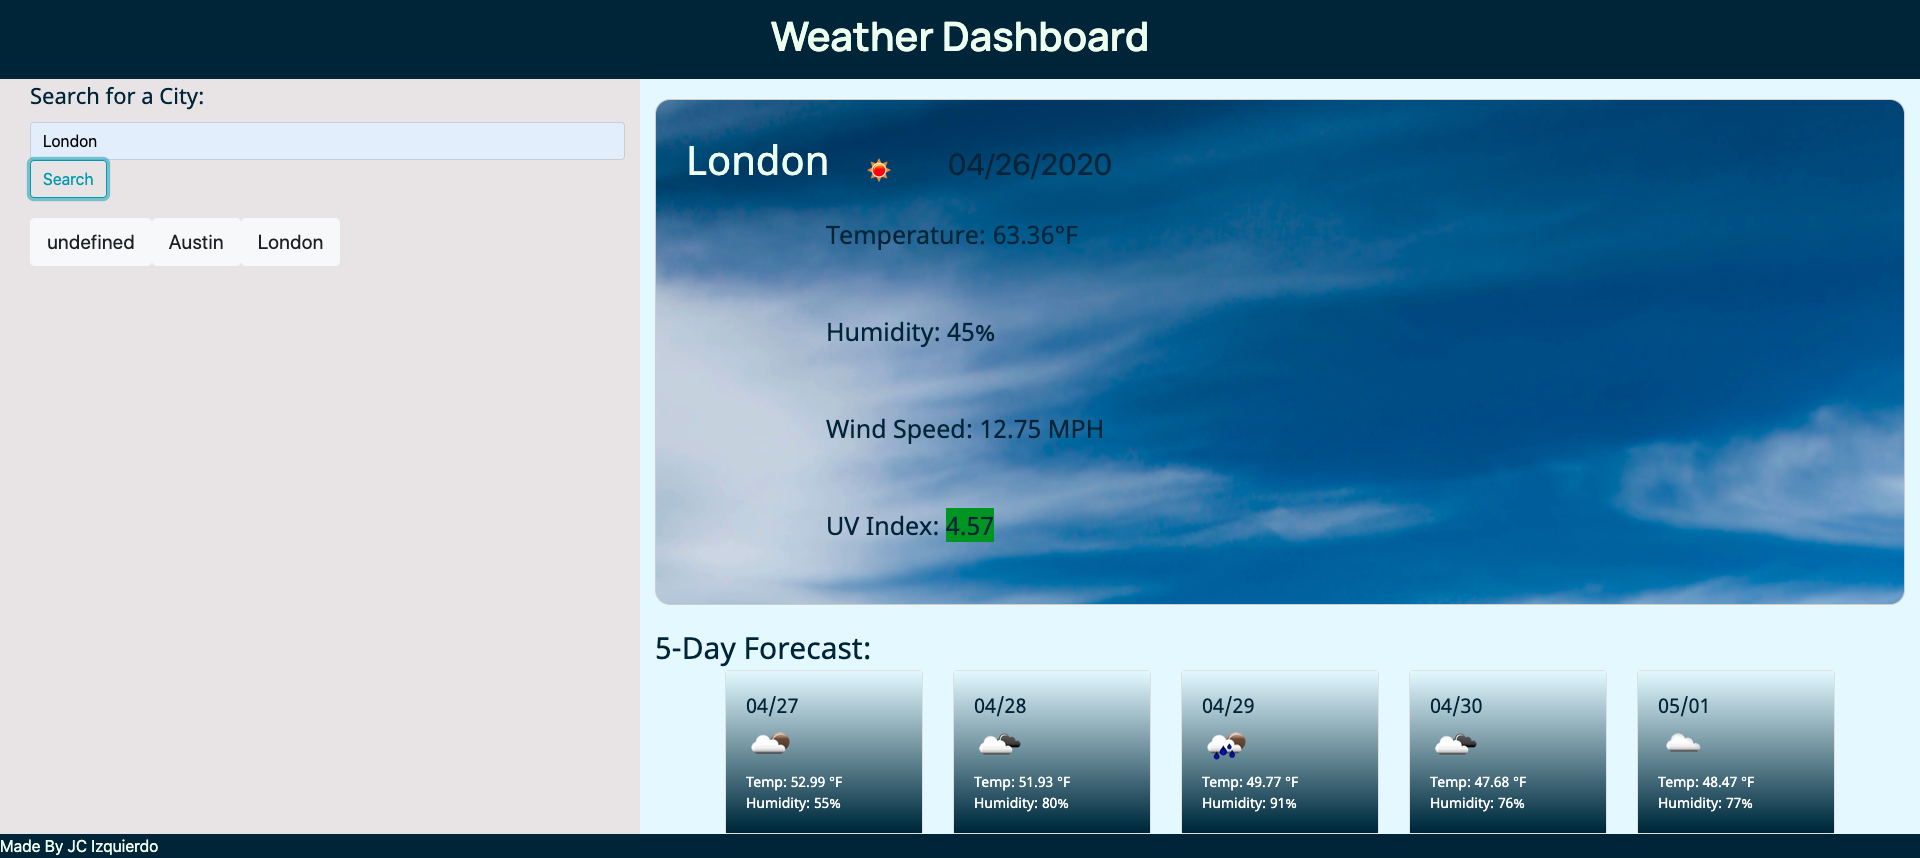 Weather Dashboard
Search for a City:
London
Search
undefined Austin London
London 04/26/2020
Temperature: 63.36°F
Humidity: 45%
Wind Speed: 12.75 MPH
UV Index: 4.57
5-Day Forecast:
04/27
Temp: 52.99 °F
Humidity: 55%
04/28
Temp: 51.93 °F
Humidity: 80%
04/29
Temp: 49.77 °F
Humidity: 91%
04/30
Temp: 47.68 °F
Humidity: 76%
05/01
Temp: 48.47 °F
Humidity: 77%
Made By JC Izquierdo